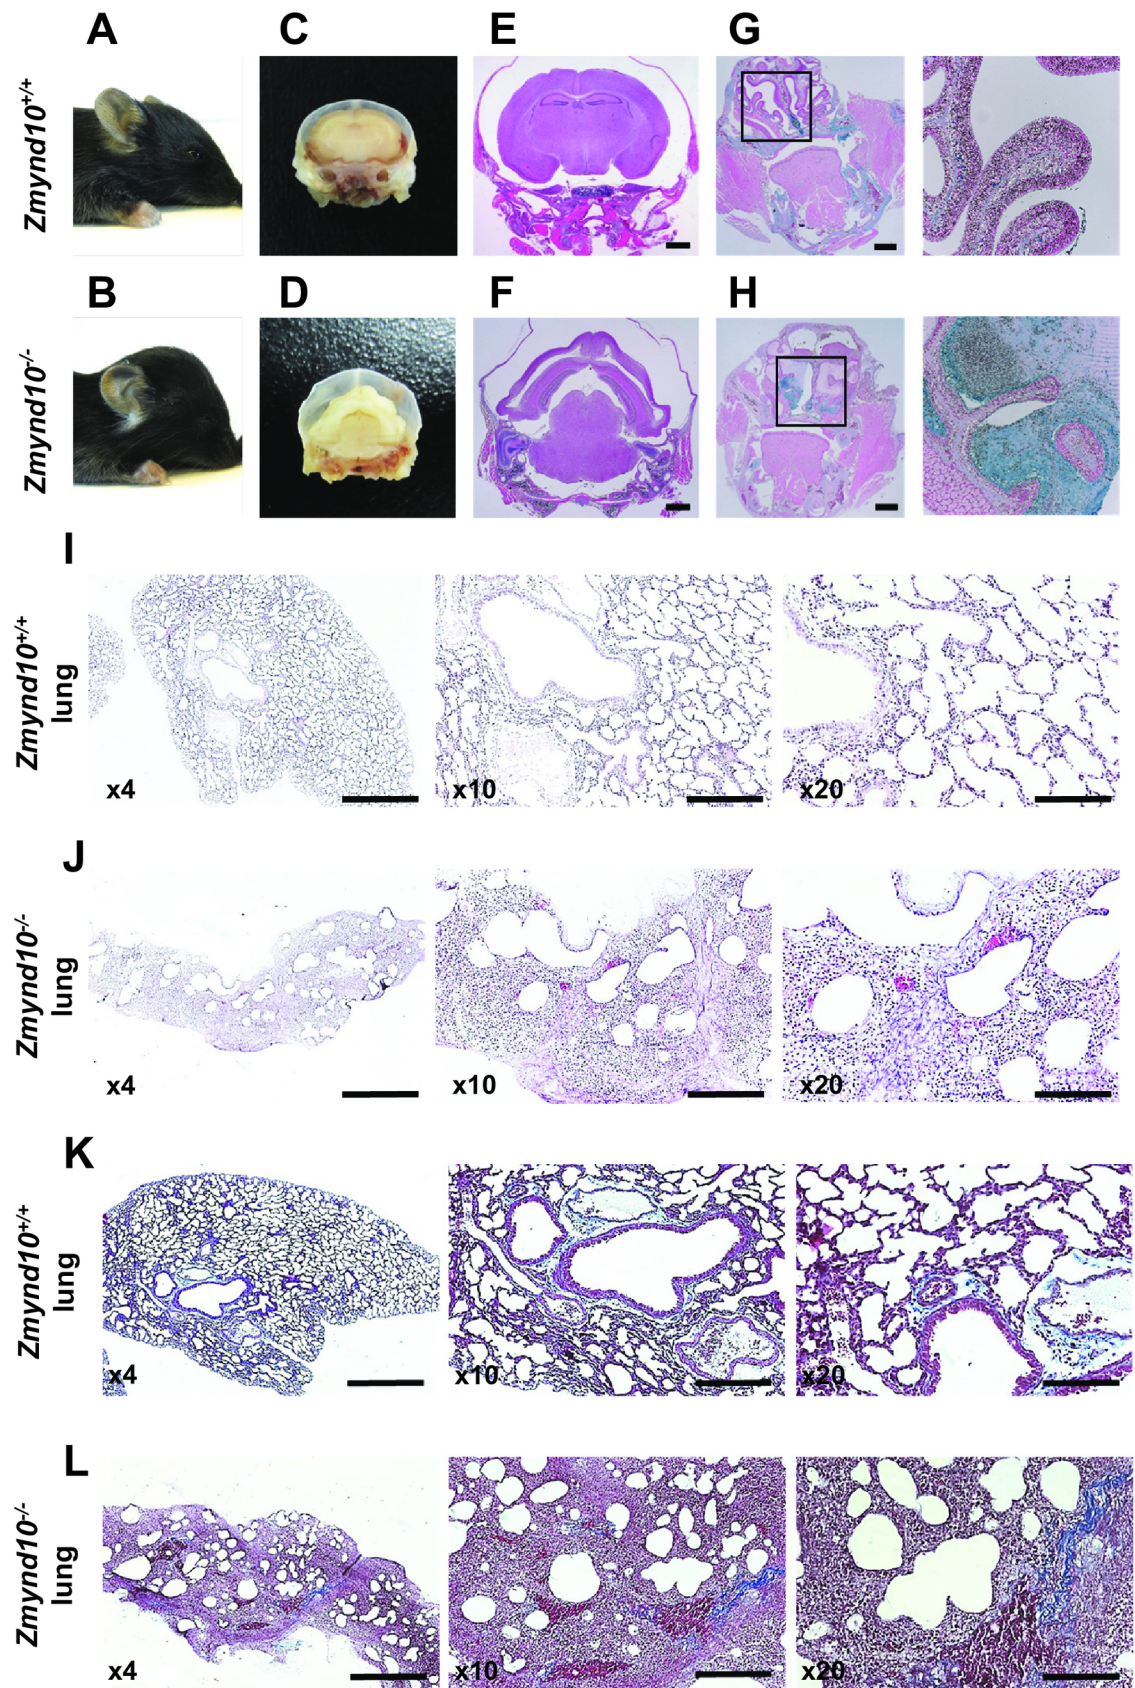 A
C
E
G
Zmynd10+/+
B
D
F
H
Zmynd10-/-
I
Zmynd10+/+
lung
x4
x10
x20
J
Zmynd10-/-
lung
x4
x10
x20
K
Zmynd10+/+
lung
x4
x10
x20
L
Zmynd10-/-
lung
x4
x10
x20